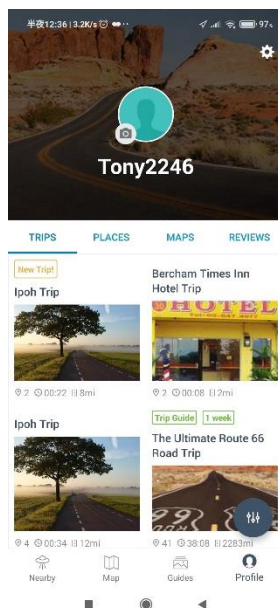 半夜12:36 | 3.2K/s
97
Tony2246
TRIPS PLACES MAPS REVIEWS
New Trip!
Ipoh Trip
2 00:22 8mi
Bercham Times Inn
Hotel Trip
HOTEL
2 00:08 2mi
Ipoh Trip
4 00:34 12mi
Trip Guide 1 week
The Ultimate Route 66
Road Trip
41 38:08 2283mi
Nearby Map Guides Profile